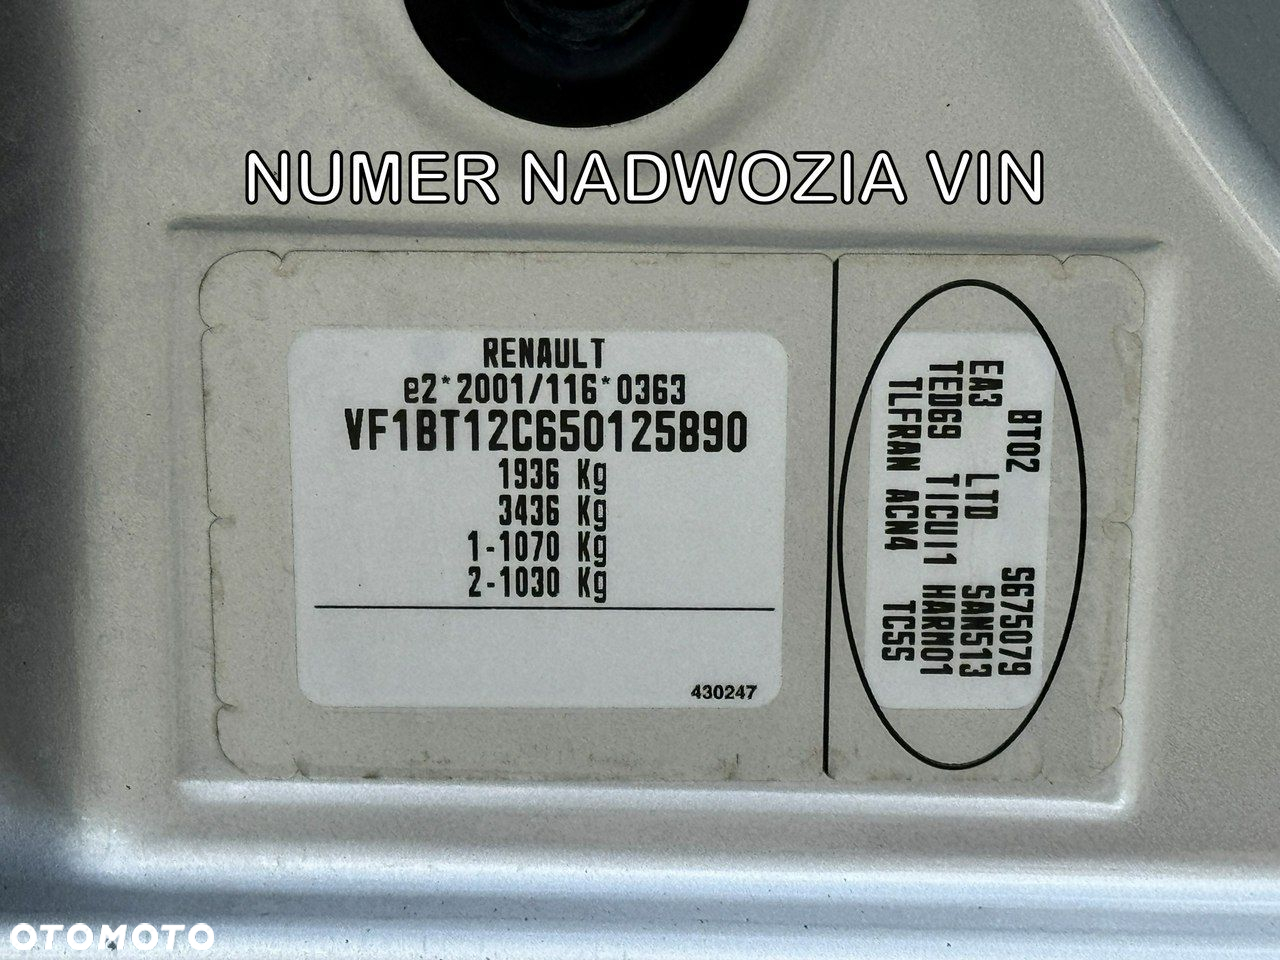 NUMER NADWOZIA VIN
RENAULT
e2*2001/116*0363
VF1BT12C650125890
1936 Kg
3436 Kg
1-1070 Kg
2-1030 Kg
430247
BT02 S675079
EA3 LTD SAN513
TED69 TICUI1 HARM01
TLFRAN ACN4 TC5S
OTOMOTO